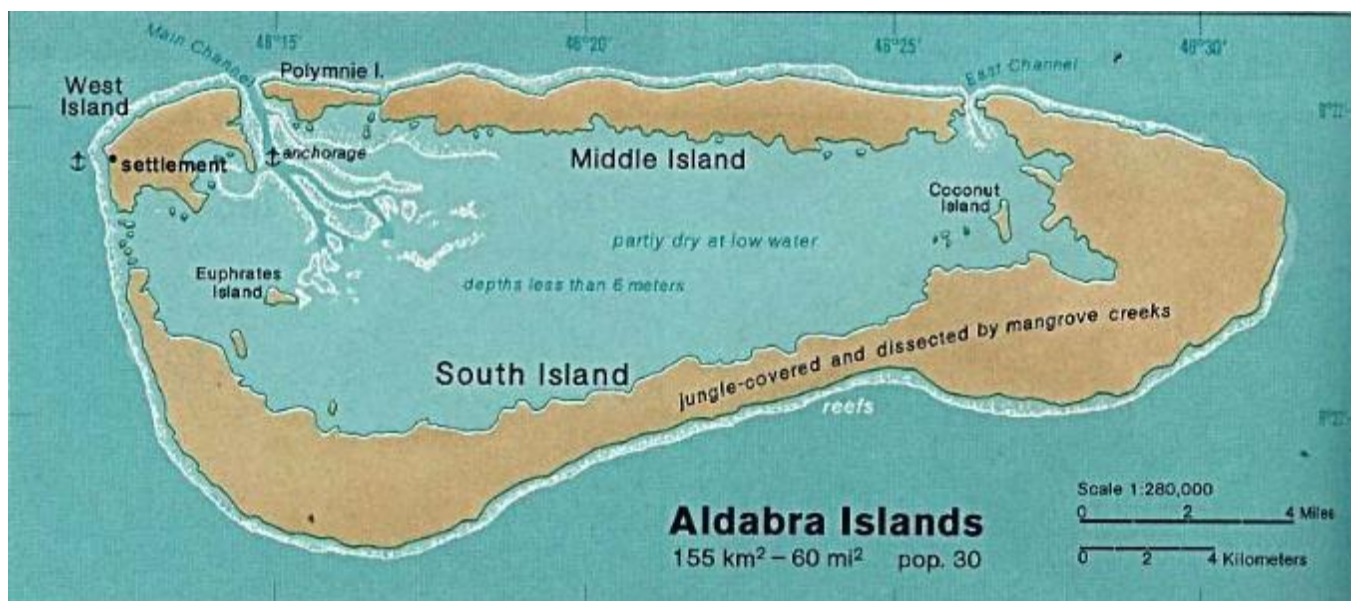 Main Channel
46°15'
46°20'
46°25'
46°30'
Polymnie I.
East Channel
West
Island
settlement
anchorage
Middle Island
Coconut
Island
partly dry at low water
Euphrates
Island
depths less than 6 meters
South Island
jungle-covered and dissected by mangrove creeks
reefs
Aldabra Islands
155 km² – 60 mi² pop. 30
Scale 1:280,000
0 2 4 Miles
0 2 4 Kilometers